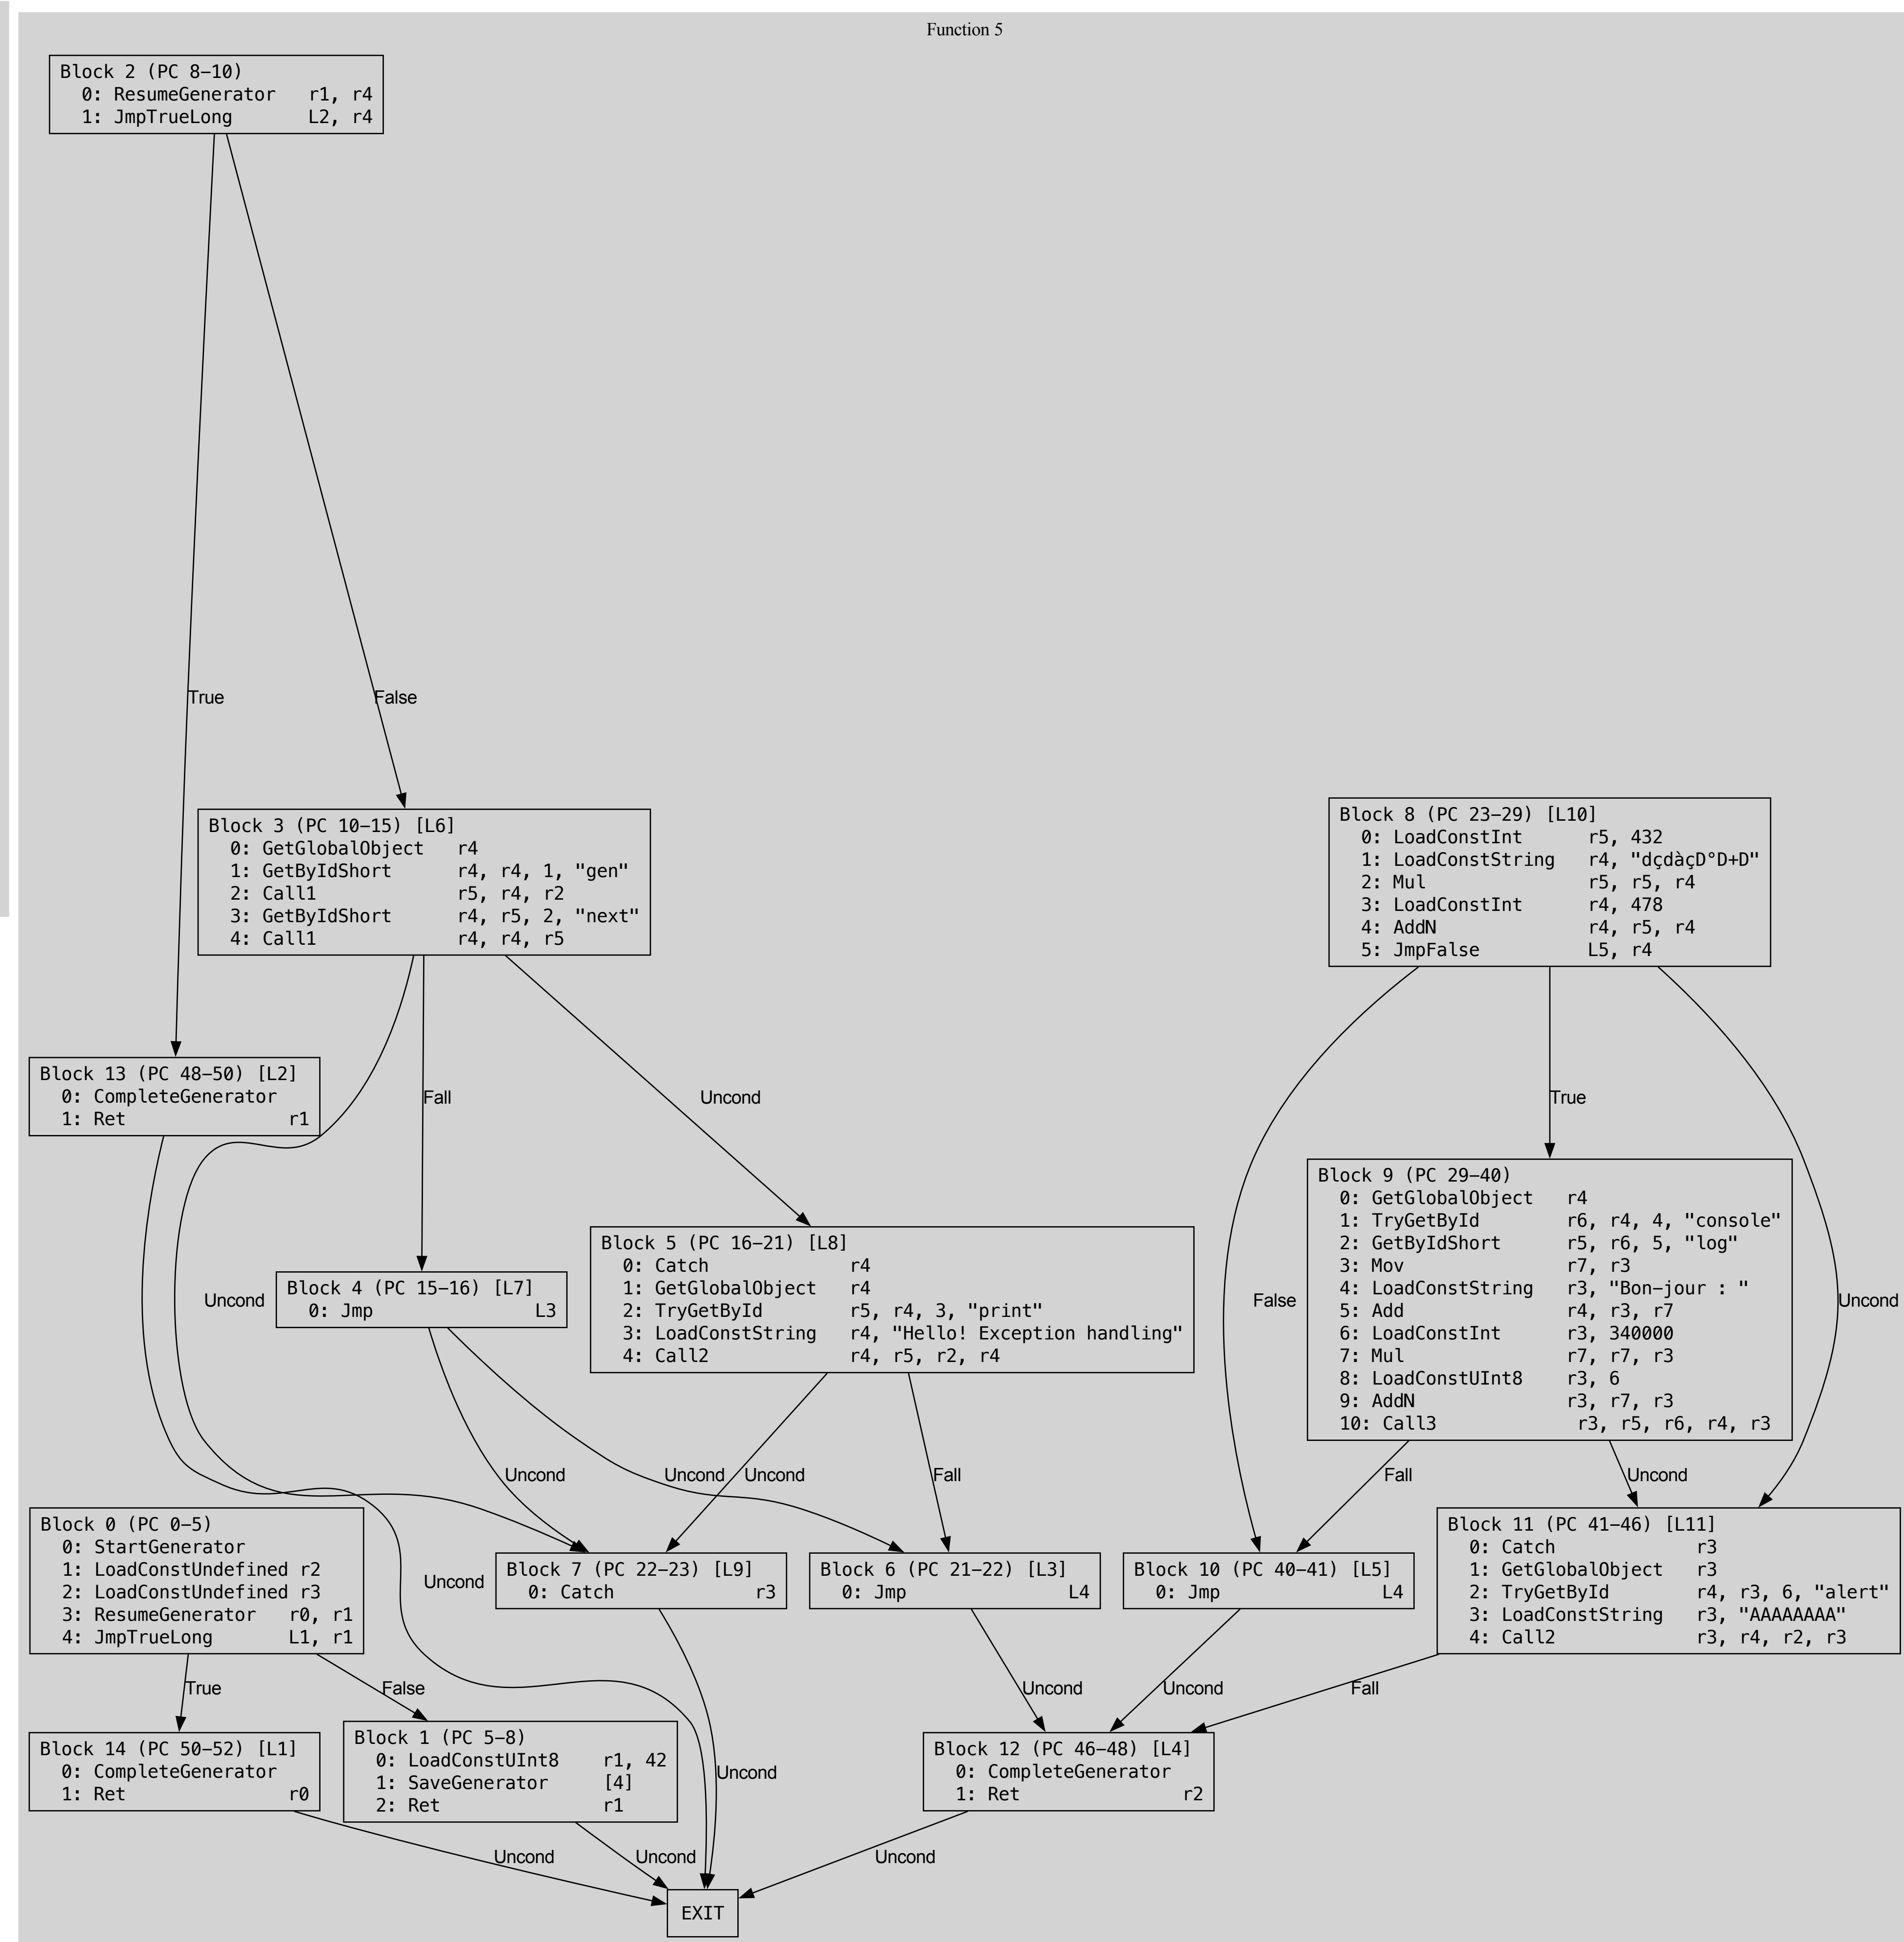 Function 5
Block 2 (PC 8-10)
0: ResumeGenerator r1, r4
1: JmpTrueLong L2, r4
True
False
Block 3 (PC 10-15) [L6]
0: GetGlobalObject r4
1: GetByIdShort r4, r4, 1, "gen"
2: Call1 r5, r4, r2
3: GetByIdShort r4, r5, 2, "next"
4: Call1 r4, r4, r5
Block 8 (PC 23-29) [L10]
0: LoadConstInt r5, 432
1: LoadConstString r4, "dçdàçD°D+D"
2: Mul r5, r5, r4
3: LoadConstInt r4, 478
4: AddN r4, r5, r4
5: JmpFalse L5, r4
Block 13 (PC 48-50) [L2]
0: CompleteGenerator
1: Ret r1
Fall
Uncond
True
Block 9 (PC 29-40)
0: GetGlobalObject r4
1: TryGetById r6, r4, 4, "console"
2: GetByIdShort r5, r6, 5, "log"
3: Mov r7, r3
4: LoadConstString r3, "Bon-jour : "
5: Add r4, r3, r7
6: LoadConstInt r3, 340000
7: Mul r7, r7, r3
8: LoadConstUInt8 r3, 6
9: AddN r3, r7, r3
10: Call3 r3, r5, r6, r4, r3
Uncond
Block 4 (PC 15-16) [L7]
0: Jmp L3
Block 5 (PC 16-21) [L8]
0: Catch r4
1: GetGlobalObject r4
2: TryGetById r5, r4, 3, "print"
3: LoadConstString r4, "Hello! Exception handling"
4: Call2 r4, r5, r2, r4
False
Uncond
Uncond
Uncond
Uncond
Fall
Fall
Uncond
Block 0 (PC 0-5)
0: StartGenerator
1: LoadConstUndefined r2
2: LoadConstUndefined r3
3: ResumeGenerator r0, r1
4: JmpTrueLong L1, r1
Uncond
Block 7 (PC 22-23) [L9]
0: Catch r3
Block 6 (PC 21-22) [L3]
0: Jmp L4
Block 10 (PC 40-41) [L5]
0: Jmp L4
Block 11 (PC 41-46) [L11]
0: Catch r3
1: GetGlobalObject r3
2: TryGetById r4, r3, 6, "alert"
3: LoadConstString r3, "AAAAAAAA"
4: Call2 r3, r4, r2, r3
True
False
Uncond
Uncond
Fall
Block 14 (PC 50-52) [L1]
0: CompleteGenerator
1: Ret r0
Block 1 (PC 5-8)
0: LoadConstUInt8 r1, 42
1: SaveGenerator [4]
2: Ret r1
Uncond
Block 12 (PC 46-48) [L4]
0: CompleteGenerator
1: Ret r2
Uncond
Uncond
Uncond
EXIT